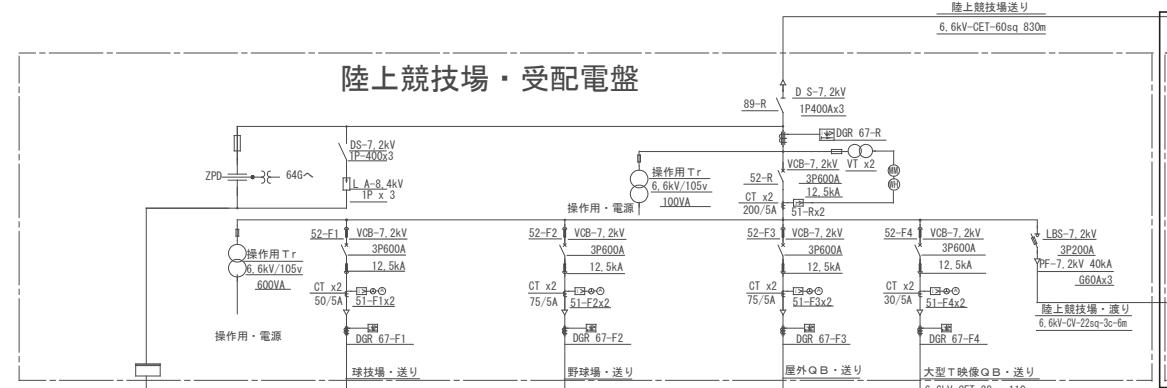 陸上競技場送り
6.6kV-CET-60sq 830m
陸上競技場・受配電盤
D S-7.2kV
89-R
1P400Ax3
DGR 67-R
DS-7.2kV
1P-400x3
ZPD
64Gへ
L A-8.4kV
1P x 3
操作用Tr
6.6kV/105v
100VA
操作用・電源
VCB-7.2kV
VT x2
52-R
3P600A
12.5kA
MM
WH
CT x2
200/5A
51-Rx2
52-F1
VCB-7.2kV
3P600A
12.5kA
52-F2
VCB-7.2kV
3P600A
12.5kA
52-F3
VCB-7.2kV
3P600A
12.5kA
52-F4
VCB-7.2kV
3P600A
12.5kA
LBS-7.2kV
3P200A
PF-7.2kV 40kA
G60Ax3
操作用Tr
6.6kV/105v
600VA
操作用・電源
CT x2
50/5A
51-F1x2
CT x2
75/5A
51-F2x2
CT x2
75/5A
51-F3x2
CT x2
30/5A
51-F4x2
陸上競技場・渡り
6.6kV-CV-22sq-3c-6m
DGR 67-F1
DGR 67-F2
DGR 67-F3
DGR 67-F4
球技場・送り
野球場・送り
屋外QB・送り
大型T映像QB・送り